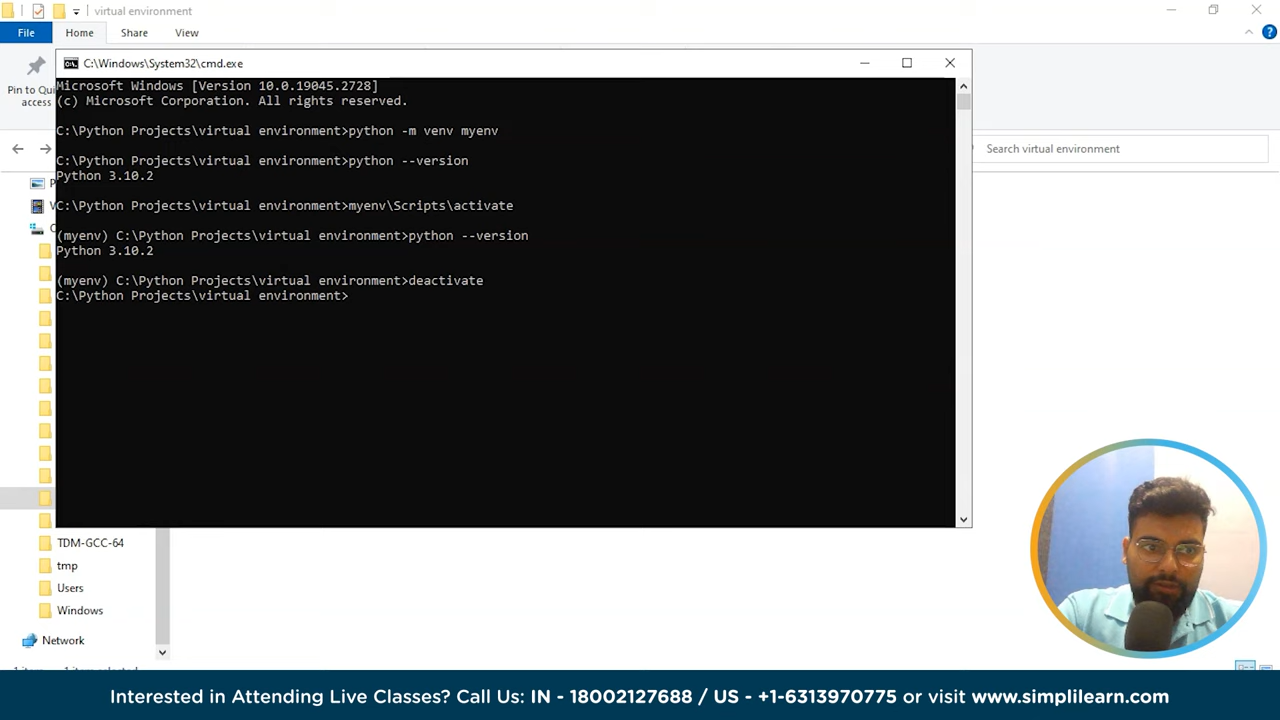 virtual environment
File
Home
Share
View
C:\Windows\System32\cmd.exe
Pin to Qui
access
Microsoft Windows [Version 10.0.19045.2728]
(c) Microsoft Corporation. All rights reserved.
C:\Python Projects\virtual environment>python -m venv myenv
C:\Python Projects\virtual environment>python --version
Python 3.10.2
C:\Python Projects\virtual environment>myenv\Scripts\activate
(myenv) C:\Python Projects\virtual environment>python --version
Python 3.10.2
(myenv) C:\Python Projects\virtual environment>deactivate
C:\Python Projects\virtual environment>
Search virtual environment
TDM-GCC-64
tmp
Users
Windows
Network
Interested in Attending Live Classes? Call Us: IN - 18002127688 / US - +1-6313970775 or visit www.simplilearn.com